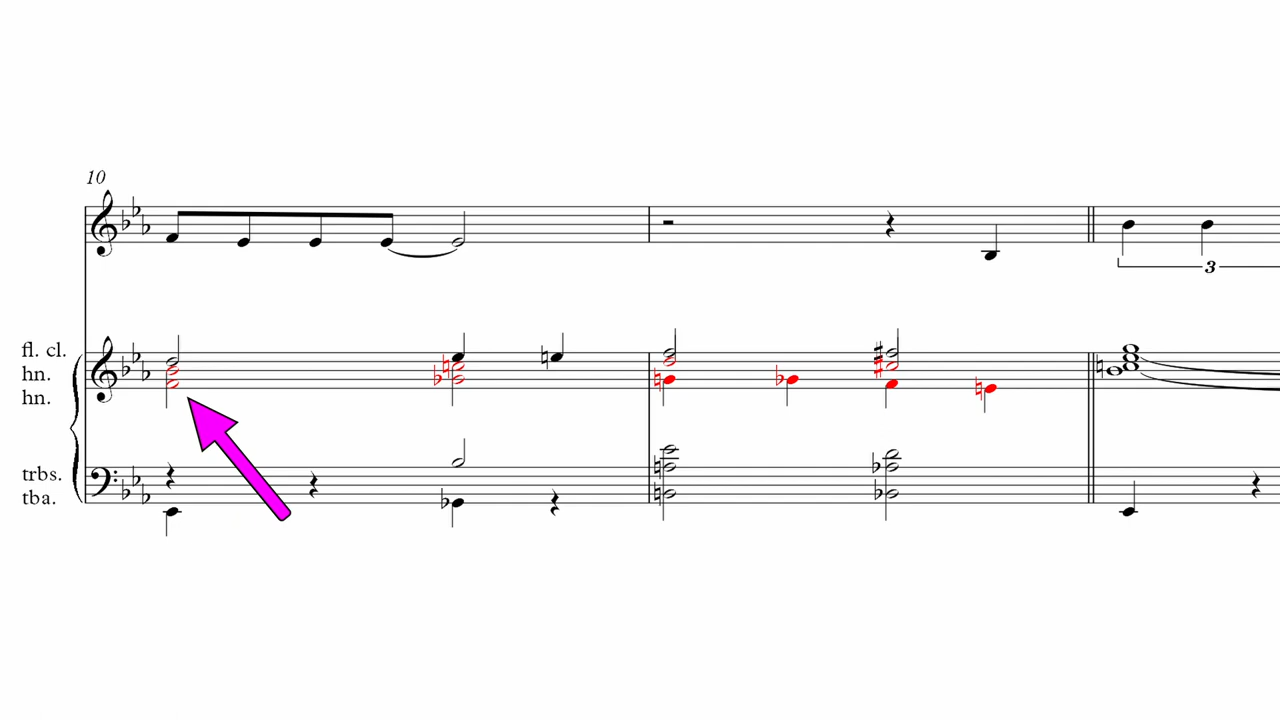 10
3
fl. cl.
hn.
hn.
trbs.
tba.